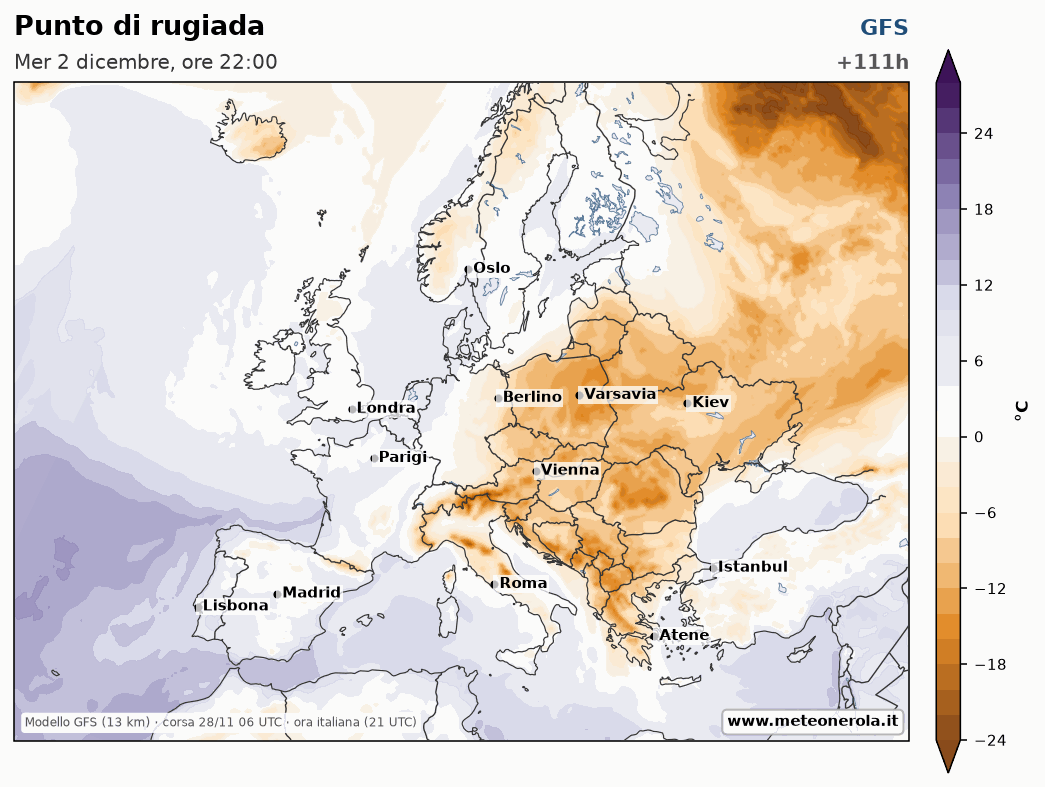 Punto di rugiada
GFS
Mer 2 dicembre, ore 22:00
+111h
Oslo
Berlino
Varsavia
Kiev
Londra
Parigi
Vienna
Istanbul
Roma
Madrid
Lisbona
Atene
Modello GFS (13 km) · corsa 28/11 06 UTC · ora italiana (21 UTC)
www.meteonerola.it
24
18
12
6
0
−6
−12
−18
−24
°C